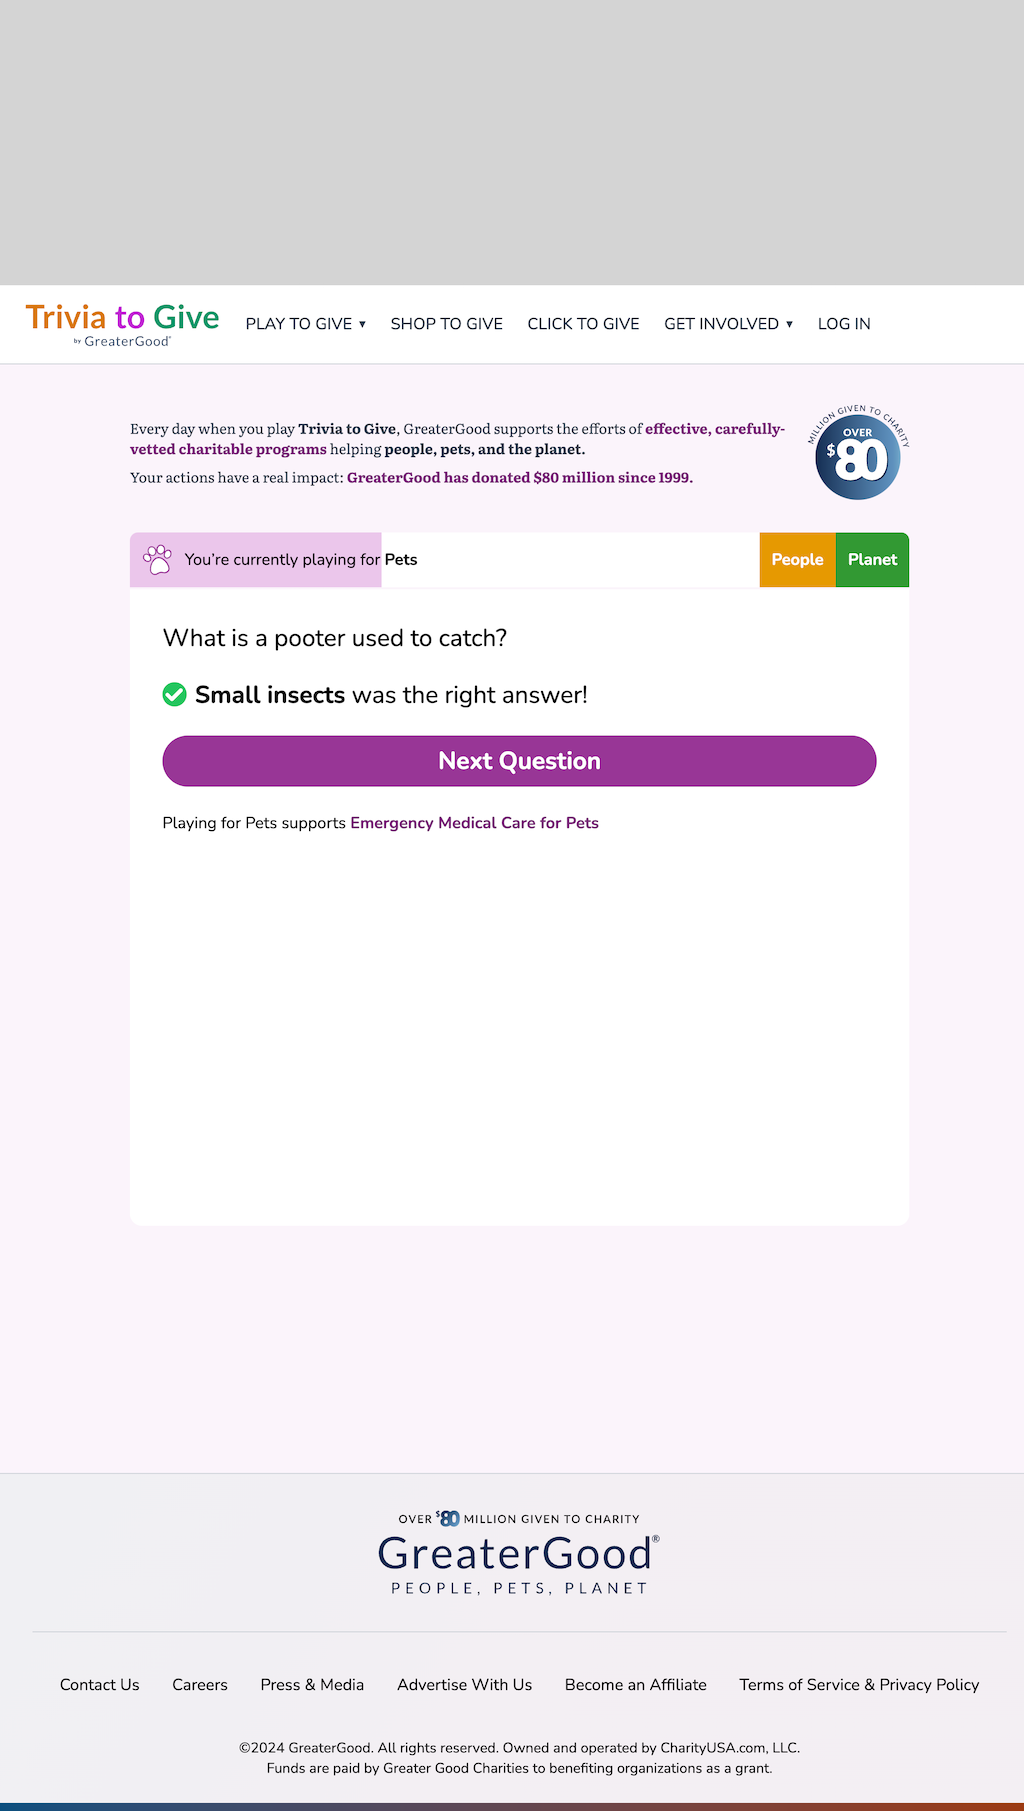 Trivia to Give
by GreaterGood®
PLAY TO GIVE ▼
SHOP TO GIVE
CLICK TO GIVE
GET INVOLVED ▼
LOG IN
Every day when you play Trivia to Give, GreaterGood supports the efforts of effective, carefully-
vetted charitable programs helping people, pets, and the planet.
Your actions have a real impact: GreaterGood has donated $80 million since 1999.
OVER
$80
MILLION GIVEN TO CHARITY
You’re currently playing for Pets
People
Planet
What is a pooter used to catch?
Small insects was the right answer!
Next Question
Playing for Pets supports Emergency Medical Care for Pets
OVER $80 MILLION GIVEN TO CHARITY
GreaterGood®
PEOPLE, PETS, PLANET
Contact Us
Careers
Press & Media
Advertise With Us
Become an Affiliate
Terms of Service & Privacy Policy
©2024 GreaterGood. All rights reserved. Owned and operated by CharityUSA.com, LLC.
Funds are paid by Greater Good Charities to benefiting organizations as a grant.